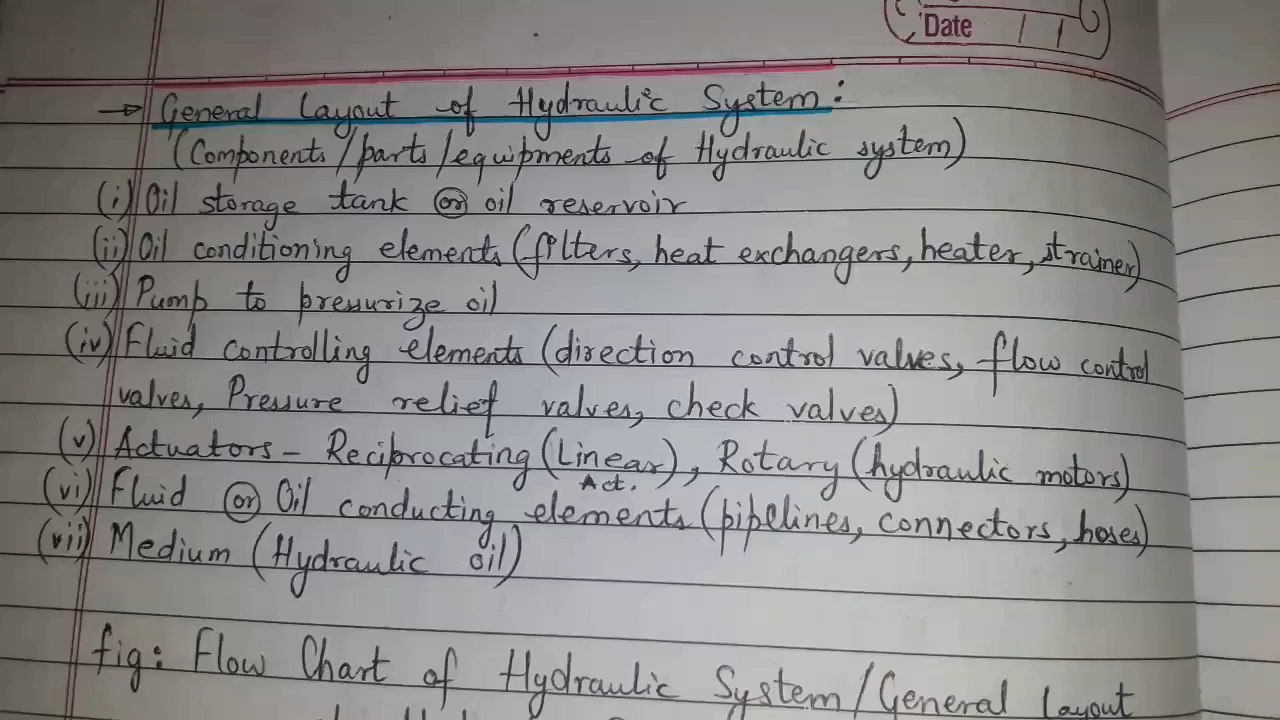 Date / /
→ General Layout of Hydraulic System:
(Components/parts/equipments of Hydraulic system)
(i) Oil storage tank or oil reservoir
(ii) Oil conditioning elements (filters, heat exchangers, heater, strainer)
(iii) Pump to pressurize oil
(iv) Fluid controlling elements (direction control valves, flow control
valves, Pressure relief valves, check valves)
(v) Actuators – Reciprocating (Linear), Rotary (hydraulic motors)
Act.
(vi) Fluid or Oil conducting elements (pipelines, connectors, hoses)
(vii) Medium (Hydraulic oil)
fig: Flow Chart of Hydraulic System/General Layout